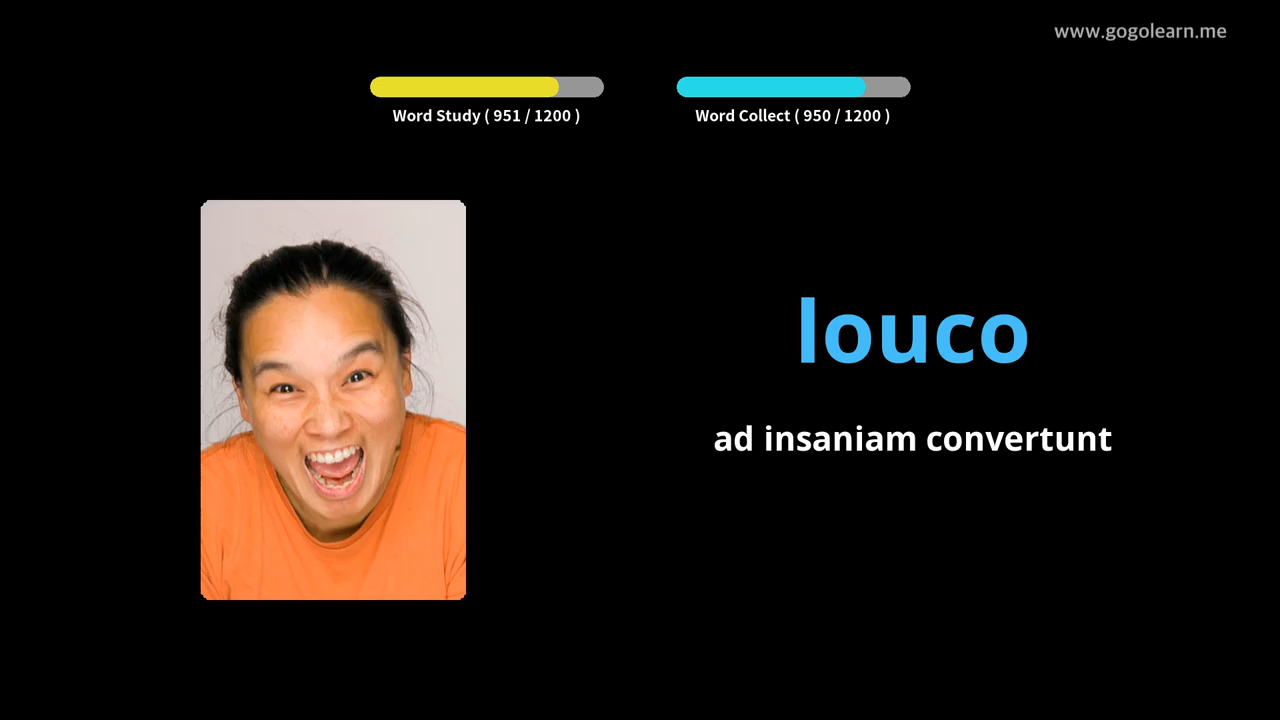 www.gogolearn.me
Word Study ( 951 / 1200 )
Word Collect ( 950 / 1200 )
louco
ad insaniam convertunt